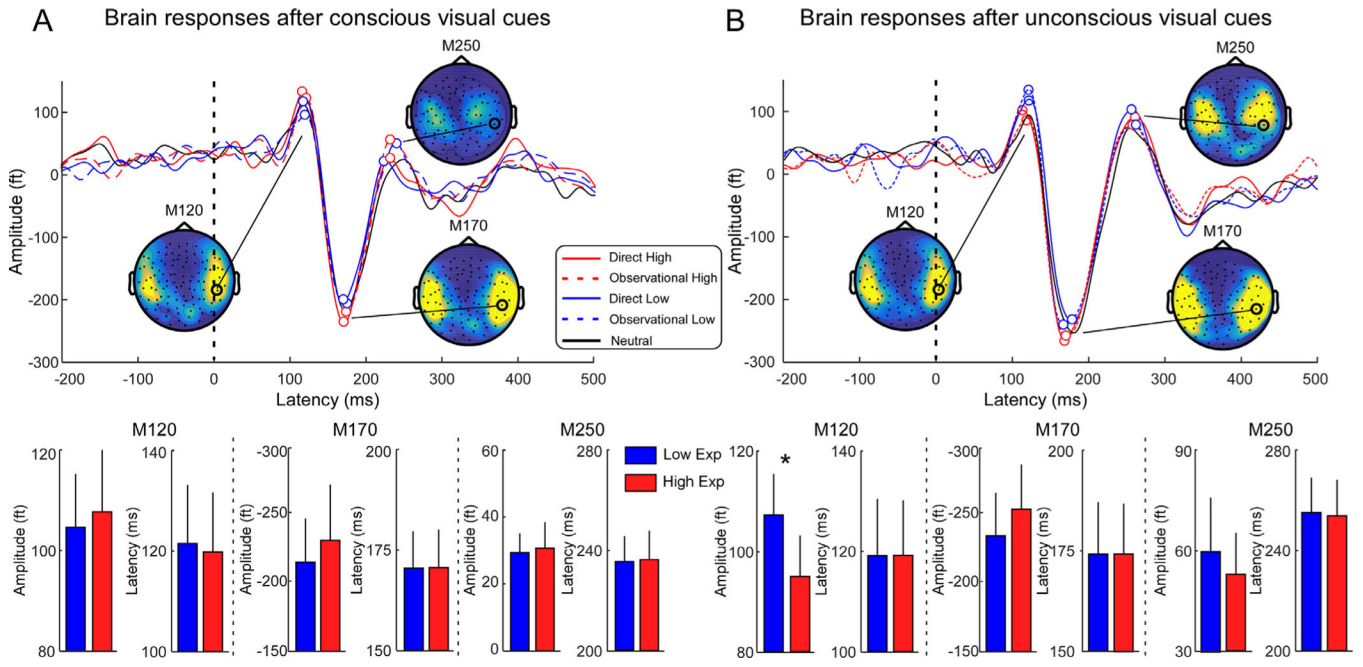 A Brain responses after conscious visual cues
M250
100
0
-100
-200
-300
Amplitude (ft)
M120
M170
Direct High
Observational High
Direct Low
Observational Low
Neutral
-200 -100 0 100 200 300 400 500
Latency (ms)
B Brain responses after unconscious visual cues
M250
100
0
-100
-200
-300
Amplitude (ft)
M120
M170
-200 -100 0 100 200 300 400 500
Latency (ms)
M120 M170 M250
120
100
80
Amplitude (ft)
140
120
100
Latency (ms)
-300
-250
-200
-150
Amplitude (ft)
200
175
150
Latency (ms)
60
40
20
0
Amplitude (ft)
280
240
200
Latency (ms)
Low Exp
High Exp
M120 M170 M250
120
100
80
Amplitude (ft)
*
140
120
100
Latency (ms)
-300
-250
-200
-150
Amplitude (ft)
200
175
150
Latency (ms)
90
60
30
Amplitude (ft)
280
240
200
Latency (ms)